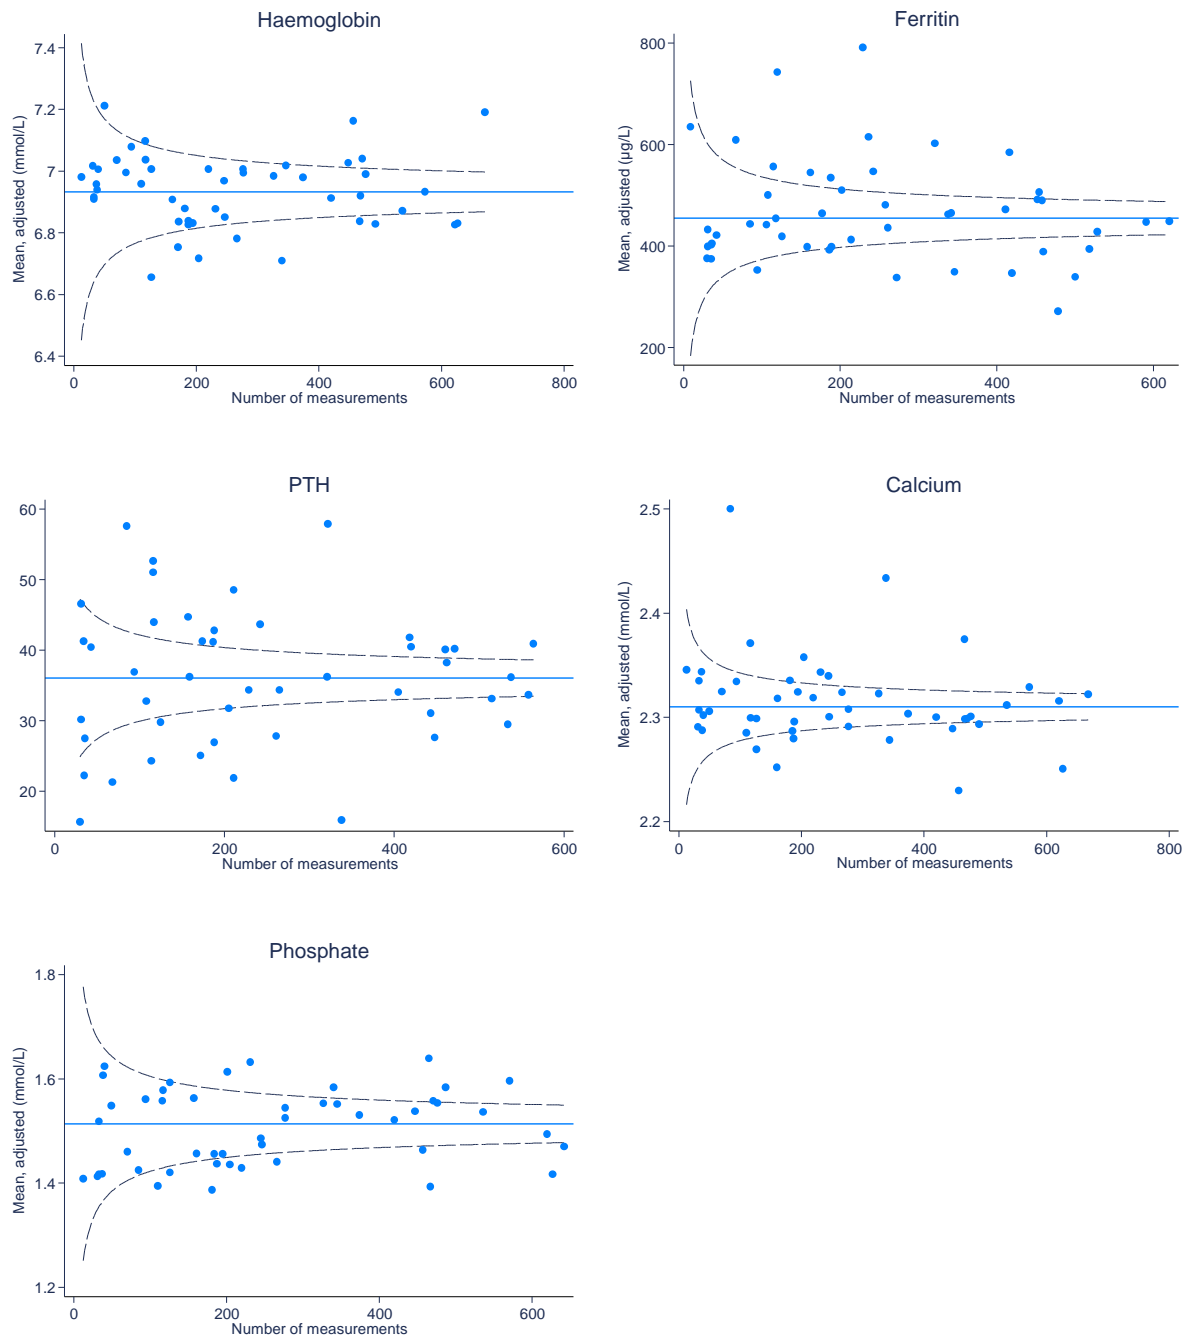 Haemoglobin
Mean, adjusted (mmol/L)
7.4
7.2
7
6.8
6.6
6.4
0 200 400 600 800
Number of measurements
Ferritin
Mean, adjusted (µg/L)
800
600
400
200
0 200 400 600
Number of measurements
PTH
Mean, adjusted (mmol/L)
60
50
40
30
20
0 200 400 600
Number of measurements
Calcium
Mean, adjusted (mmol/L)
2.5
2.4
2.3
2.2
0 200 400 600 800
Number of measurements
Phosphate
Mean, adjusted (mmol/L)
1.8
1.6
1.4
1.2
0 200 400 600
Number of measurements